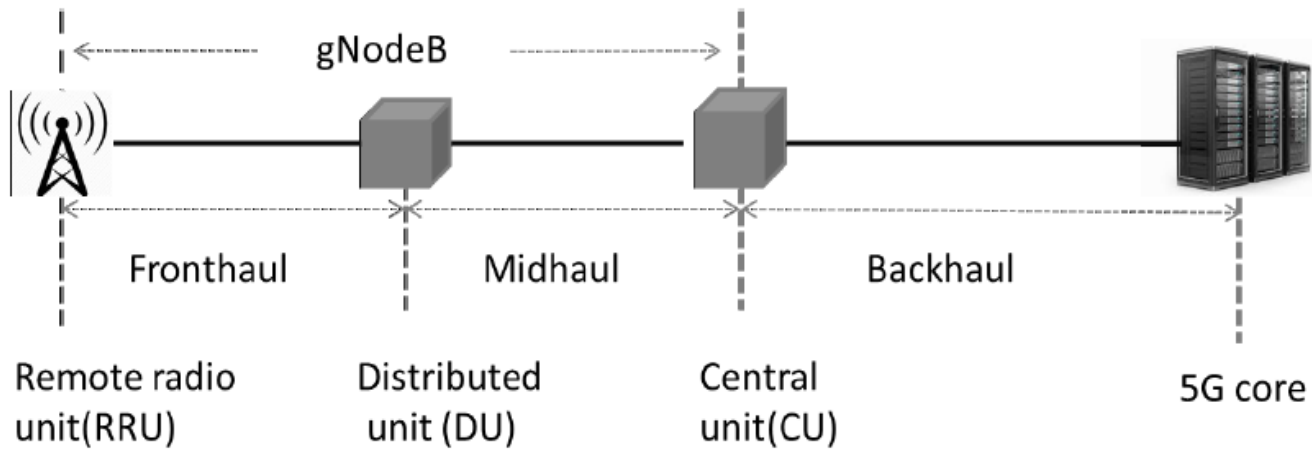 gNodeB
Fronthaul
Midhaul
Backhaul
Remote radio
unit(RRU)
Distributed
unit (DU)
Central
unit(CU)
5G core